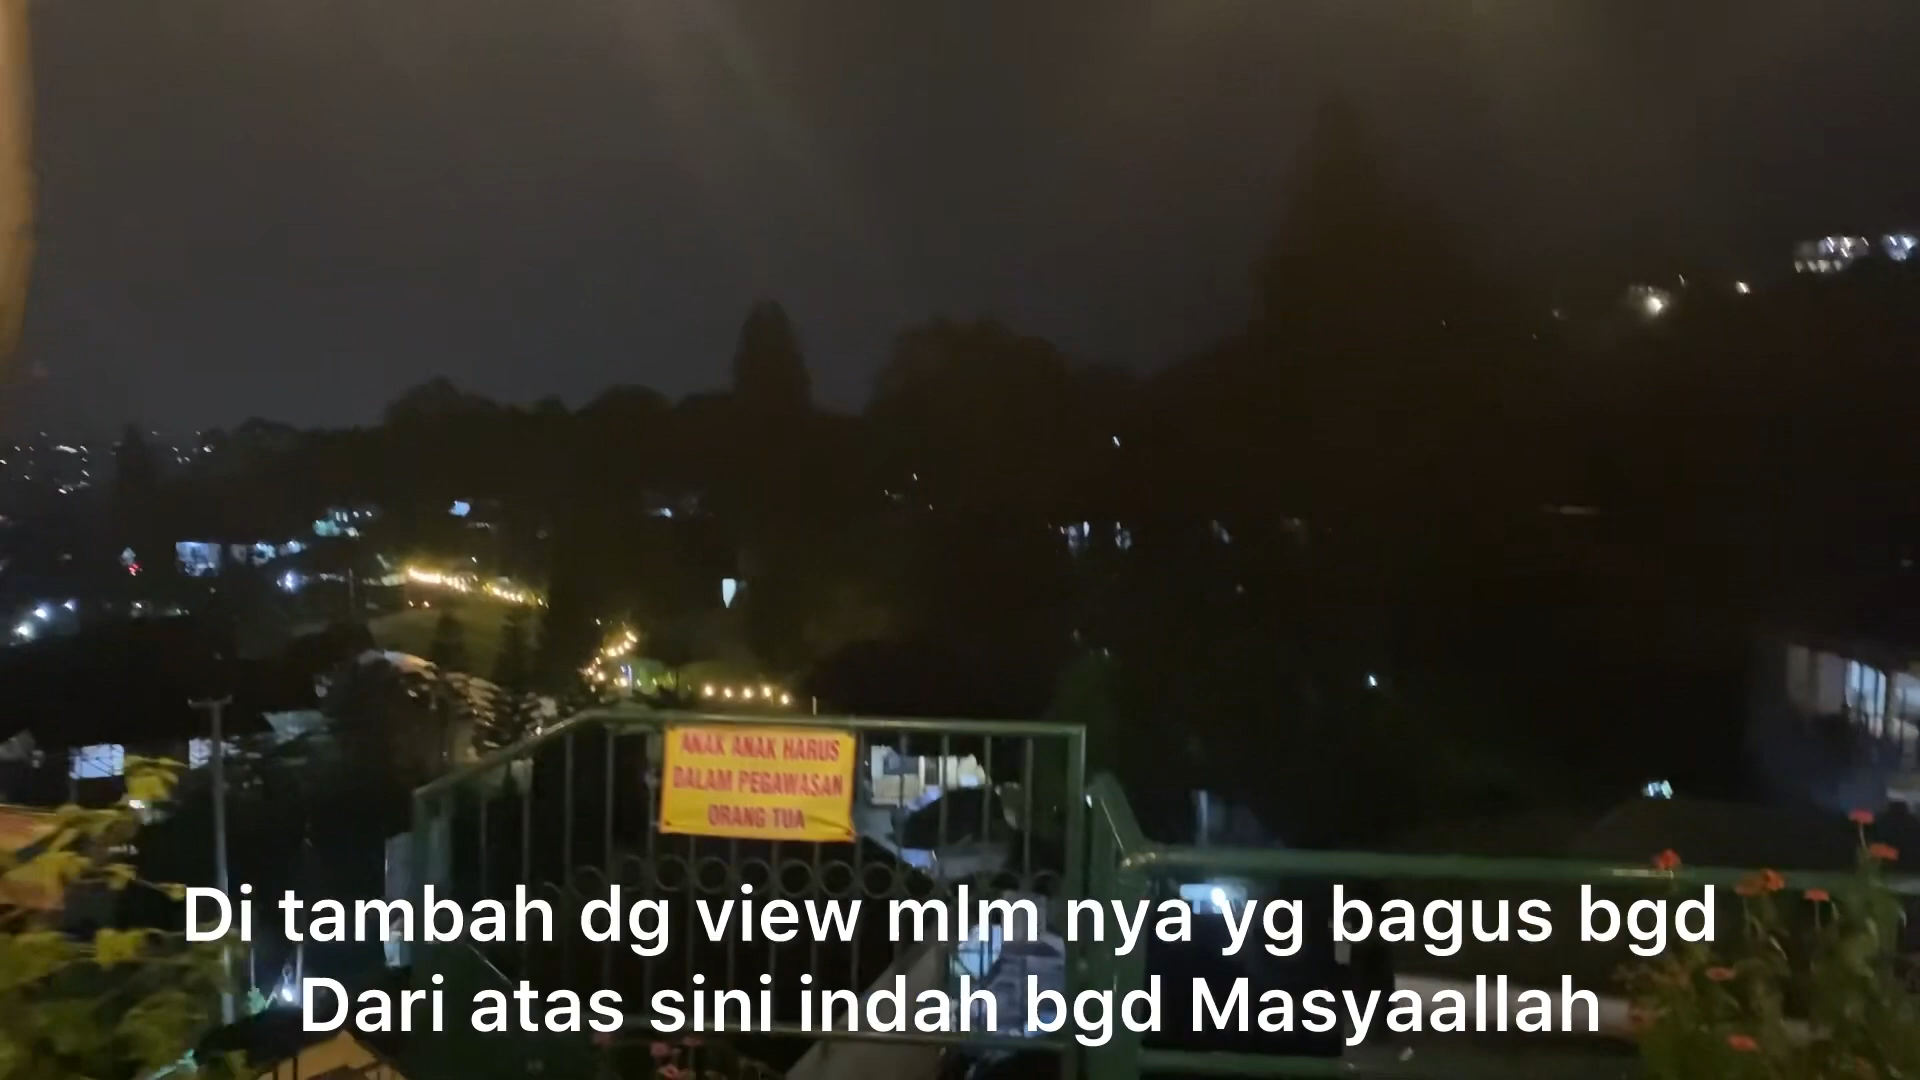 ANAK ANAK HARUS
DALAM PEGAWASAN
ORANG TUA
Di tambah dg view mlm nya yg bagus bgd
Dari atas sini indah bgd Masyaallah